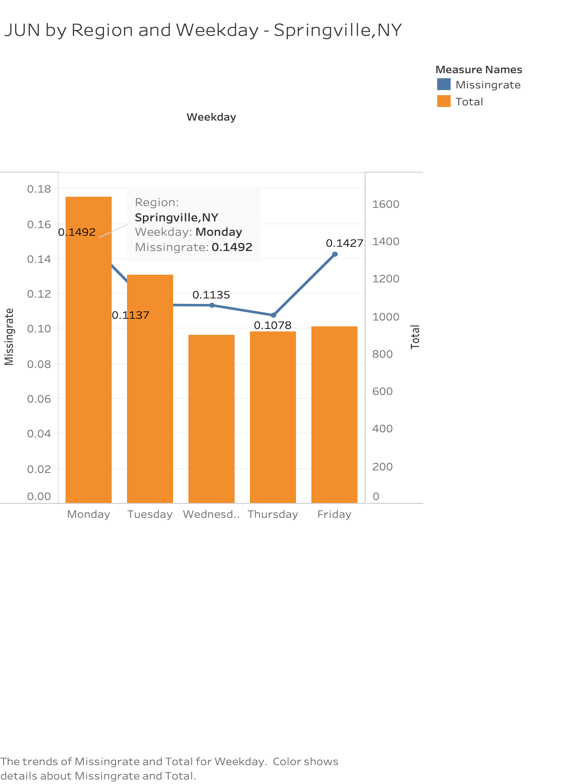 JUN by Region and Weekday - Springville,NY
Measure Names
Missingrate
Total
Weekday
0.18
0.16
0.14
0.12
0.10
0.08
0.06
0.04
0.02
0.00
Missingrate
Region:
Springville,NY
Weekday: Monday
Missingrate: 0.1492
0.1492
0.1137
0.1135
0.1078
0.1427
1600
1400
1200
1000
800
600
400
200
0
Total
Monday Tuesday Wednesd.. Thursday Friday
The trends of Missingrate and Total for Weekday. Color shows
details about Missingrate and Total.